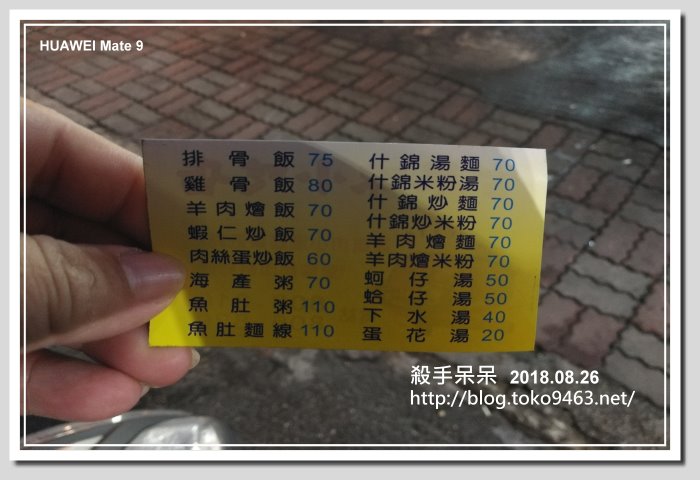 HUAWEI Mate 9
排骨飯 75
雞骨飯 80
羊肉燴飯 70
蝦仁炒飯 70
肉絲蛋炒飯 60
海產粥 70
魚肚粥 110
魚肚麵線 110
什錦湯麵 70
什錦米粉湯 70
什錦炒麵 70
什錦炒米粉 70
羊肉燴麵 70
羊肉燴米粉 70
蚵仔湯 50
蛤仔湯 50
下水湯 40
蛋花湯 20
殺手呆呆 2018.08.26
http://blog.toko9463.net/